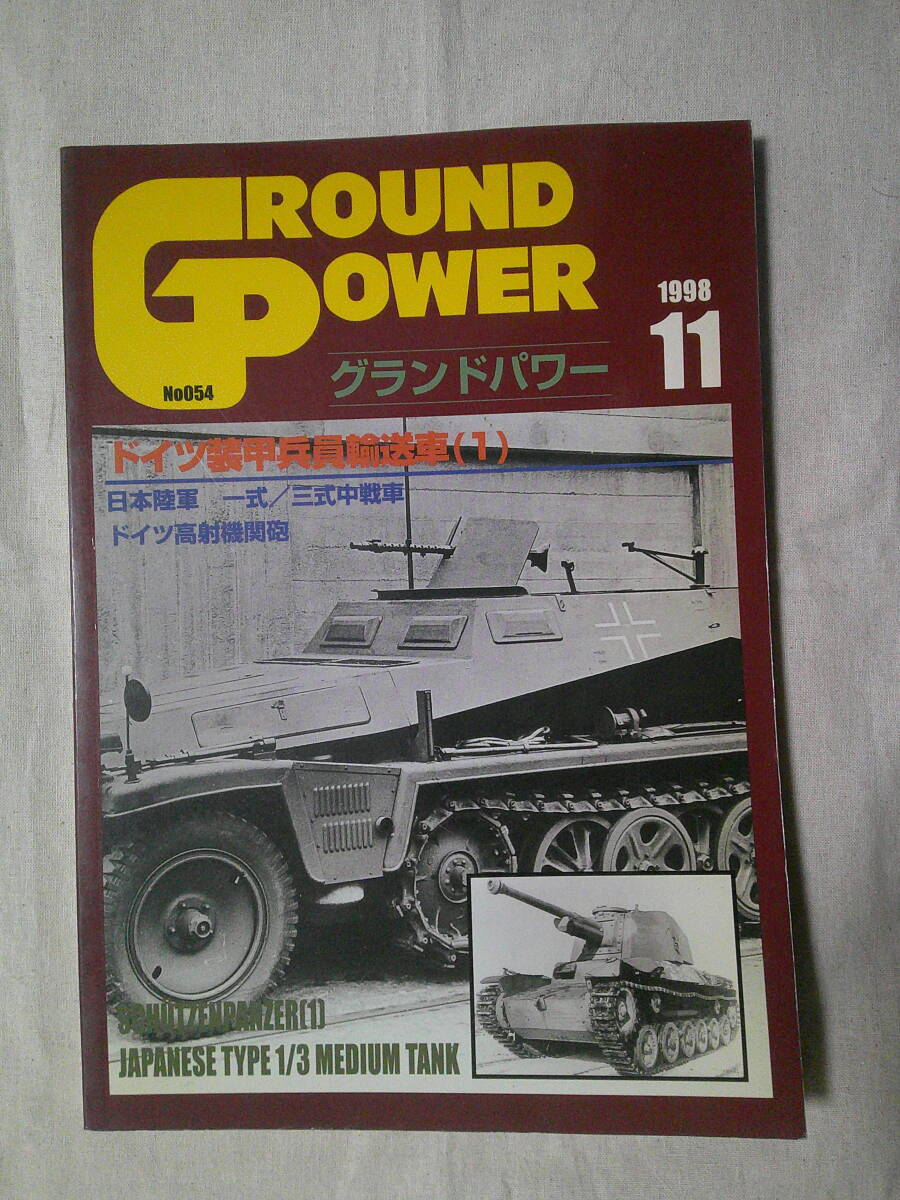 GROUND
POWER
1998
11
No054
グランドパワー
ドイツ装甲兵員輸送車(1)
日本陸軍 一式/三式中戦車
ドイツ高射機関砲
SCHÜTZENPANZER(1)
JAPANESE TYPE 1/3 MEDIUM TANK